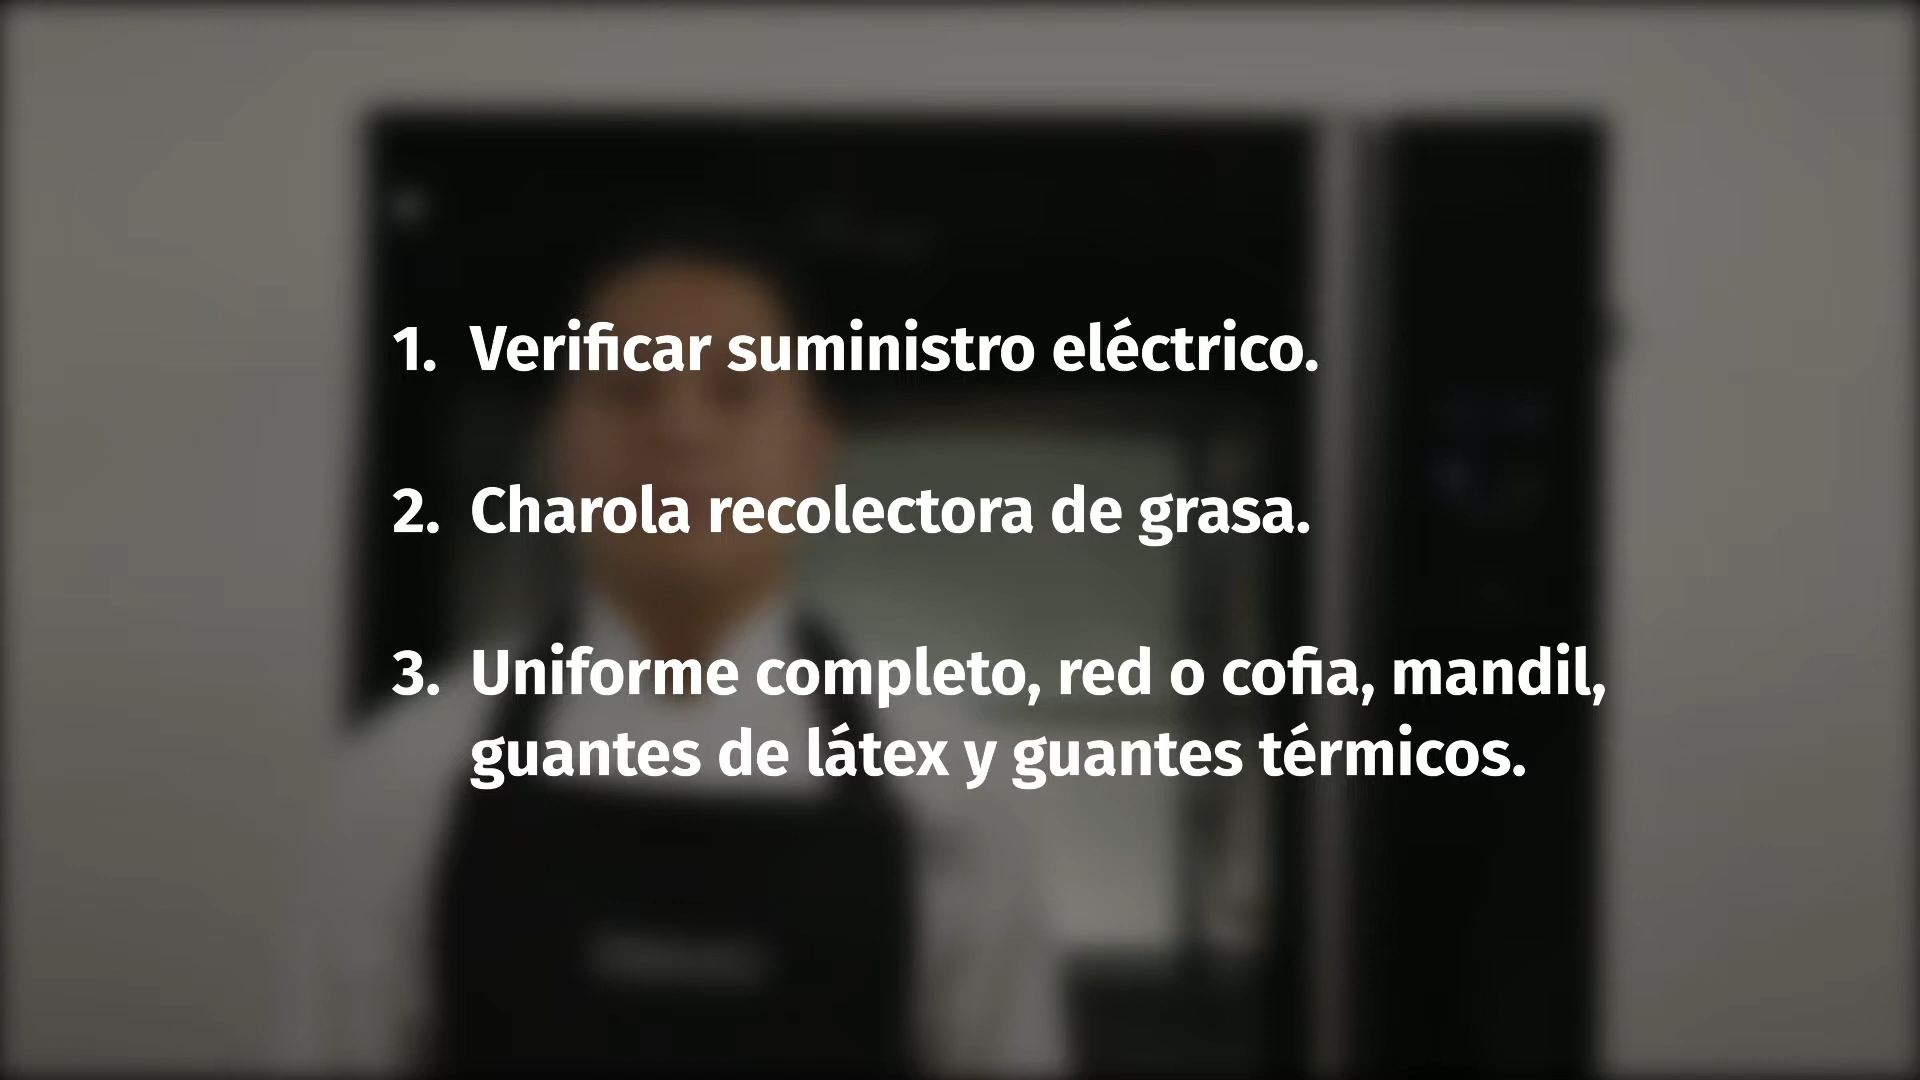 1. Verificar suministro eléctrico.
2. Charola recolectora de grasa.
3. Uniforme completo, red o cofia, mandil,
guantes de látex y guantes térmicos.